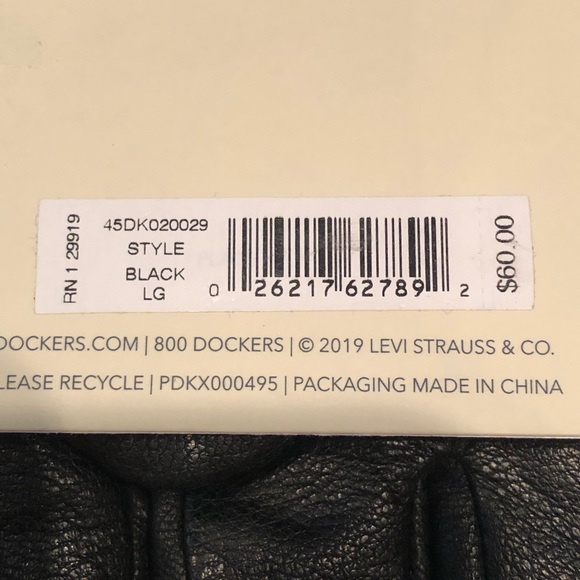 RN 1 29919
45DK020029
STYLE
BLACK
LG
0 26217 62789 2
$60.00
DOCKERS.COM | 800 DOCKERS | © 2019 LEVI STRAUSS & CO.
LEASE RECYCLE | PDKX000495 | PACKAGING MADE IN CHINA